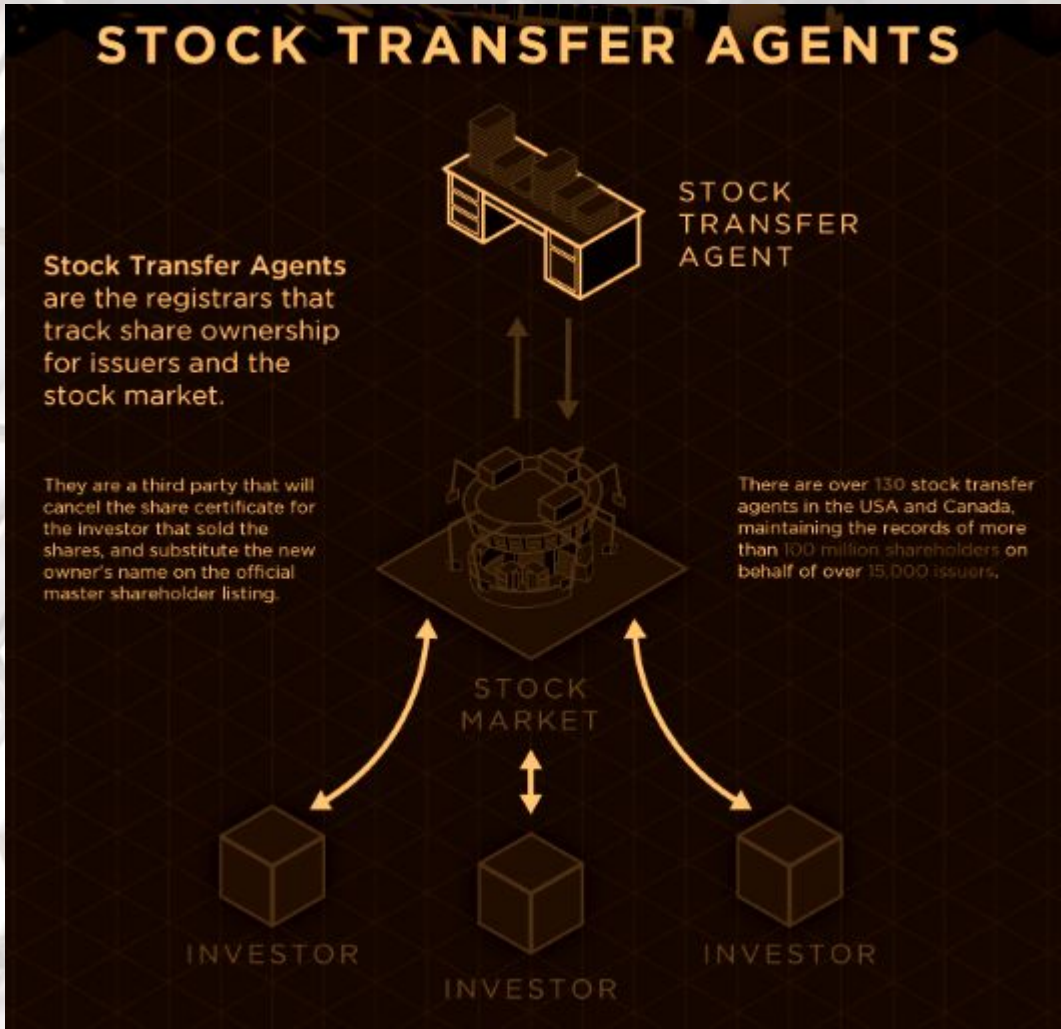 STOCK TRANSFER AGENTS
STOCK
TRANSFER
AGENT
Stock Transfer Agents
are the registrars that
track share ownership
for issuers and the
stock market.
They are a third party that will
cancel the share certificate for
the investor that sold the
shares, and substitute the new
owner's name on the official
master shareholder listing.
There are over 130 stock transfer
agents in the USA and Canada,
maintaining the records of more
than 100 million shareholders on
behalf of over 15,000 issuers.
STOCK
MARKET
INVESTOR
INVESTOR
INVESTOR